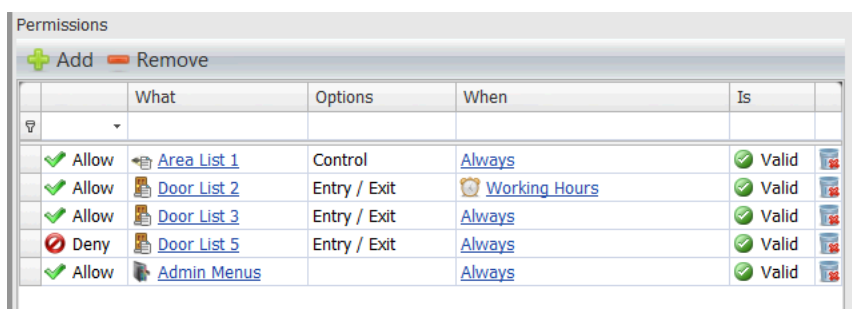 Permissions
Add Remove
What Options When Is
Allow Area List 1 Control Always Valid
Allow Door List 2 Entry / Exit Working Hours Valid
Allow Door List 3 Entry / Exit Always Valid
Deny Door List 5 Entry / Exit Always Valid
Allow Admin Menus Always Valid